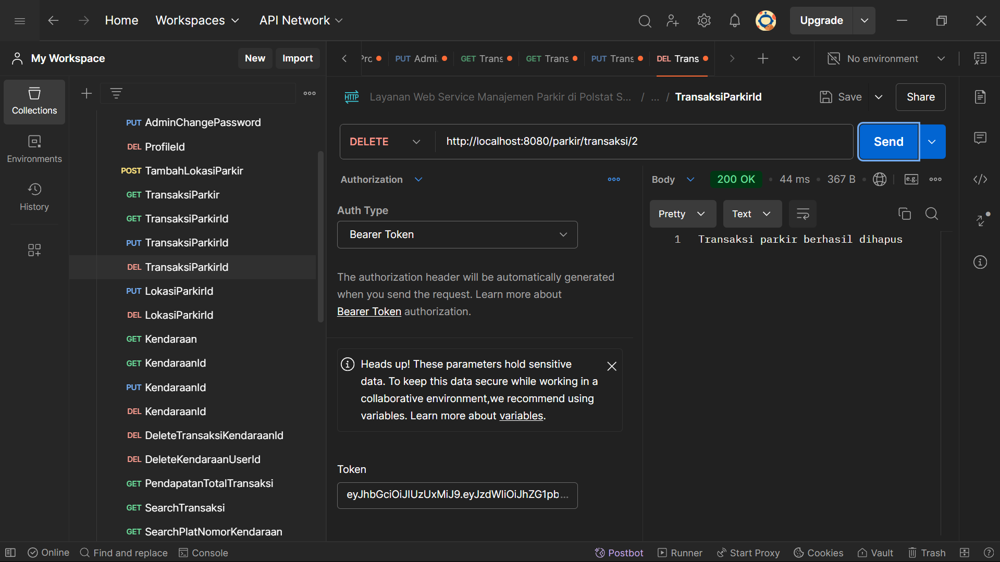 Home
Workspaces
API Network
Upgrade
My Workspace
New
Import
Pro
PUT Admi
GET Trans
GET Trans
PUT Trans
DEL Trans
No environment
Collections
Environments
History
PUT AdminChangePassword
DEL ProfileId
POST TambahLokasiParkir
GET TransaksiParkir
GET TransaksiParkirId
PUT TransaksiParkirId
DEL TransaksiParkirId
PUT LokasiParkirId
DEL LokasiParkirId
GET Kendaraan
GET KendaraanId
PUT KendaraanId
DEL KendaraanId
DEL DeleteTransaksiKendaraanId
DEL DeleteKendaraanUserId
GET PendapatanTotalTransaksi
GET SearchTransaksi
GET SearchPlatNomorKendaraan
HTTP
Layanan Web Service Manajemen Parkir di Polstat S... / ... / TransaksiParkirId
Save
Share
DELETE
http://localhost:8080/parkir/transaksi/2
Send
Authorization
Auth Type
Bearer Token
The authorization header will be automatically generated
when you send the request. Learn more about
Bearer Token authorization.
Heads up! These parameters hold sensitive
data. To keep this data secure while working in a
collaborative environment,we recommend using
variables. Learn more about variables.
Token
eyJhbGciOiJIUzUxMiJ9.eyJzdWIiOiJhZG1pb...
Body
200 OK
44 ms
367 B
e.g.
Pretty
Text
1 Transaksi parkir berhasil dihapus
Online
Find and replace
Console
Postbot
Runner
Start Proxy
Cookies
Vault
Trash